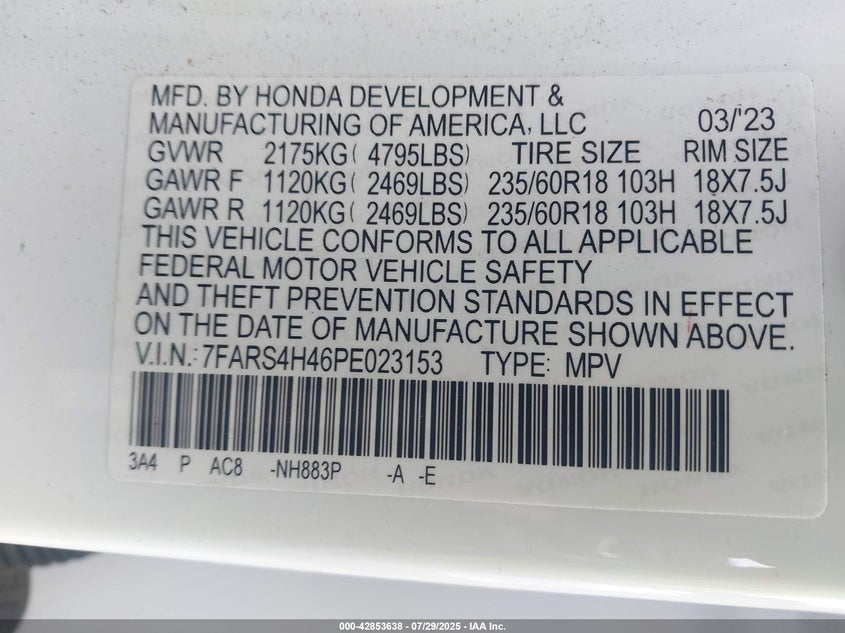 MFD. BY HONDA DEVELOPMENT &
MANUFACTURING OF AMERICA, LLC 03/'23
GVWR 2175KG( 4795LBS) TIRE SIZE RIM SIZE
GAWR F 1120KG( 2469LBS) 235/60R18 103H 18X7.5J
GAWR R 1120KG( 2469LBS) 235/60R18 103H 18X7.5J
THIS VEHICLE CONFORMS TO ALL APPLICABLE
FEDERAL MOTOR VEHICLE SAFETY
AND THEFT PREVENTION STANDARDS IN EFFECT
ON THE DATE OF MANUFACTURE SHOWN ABOVE.
V.I.N.: 7FARS4H46PE023153 TYPE: MPV
3A4 P AC8 -NH883P -A -E
000-42853638 - 07/29/2025 - IAA Inc.